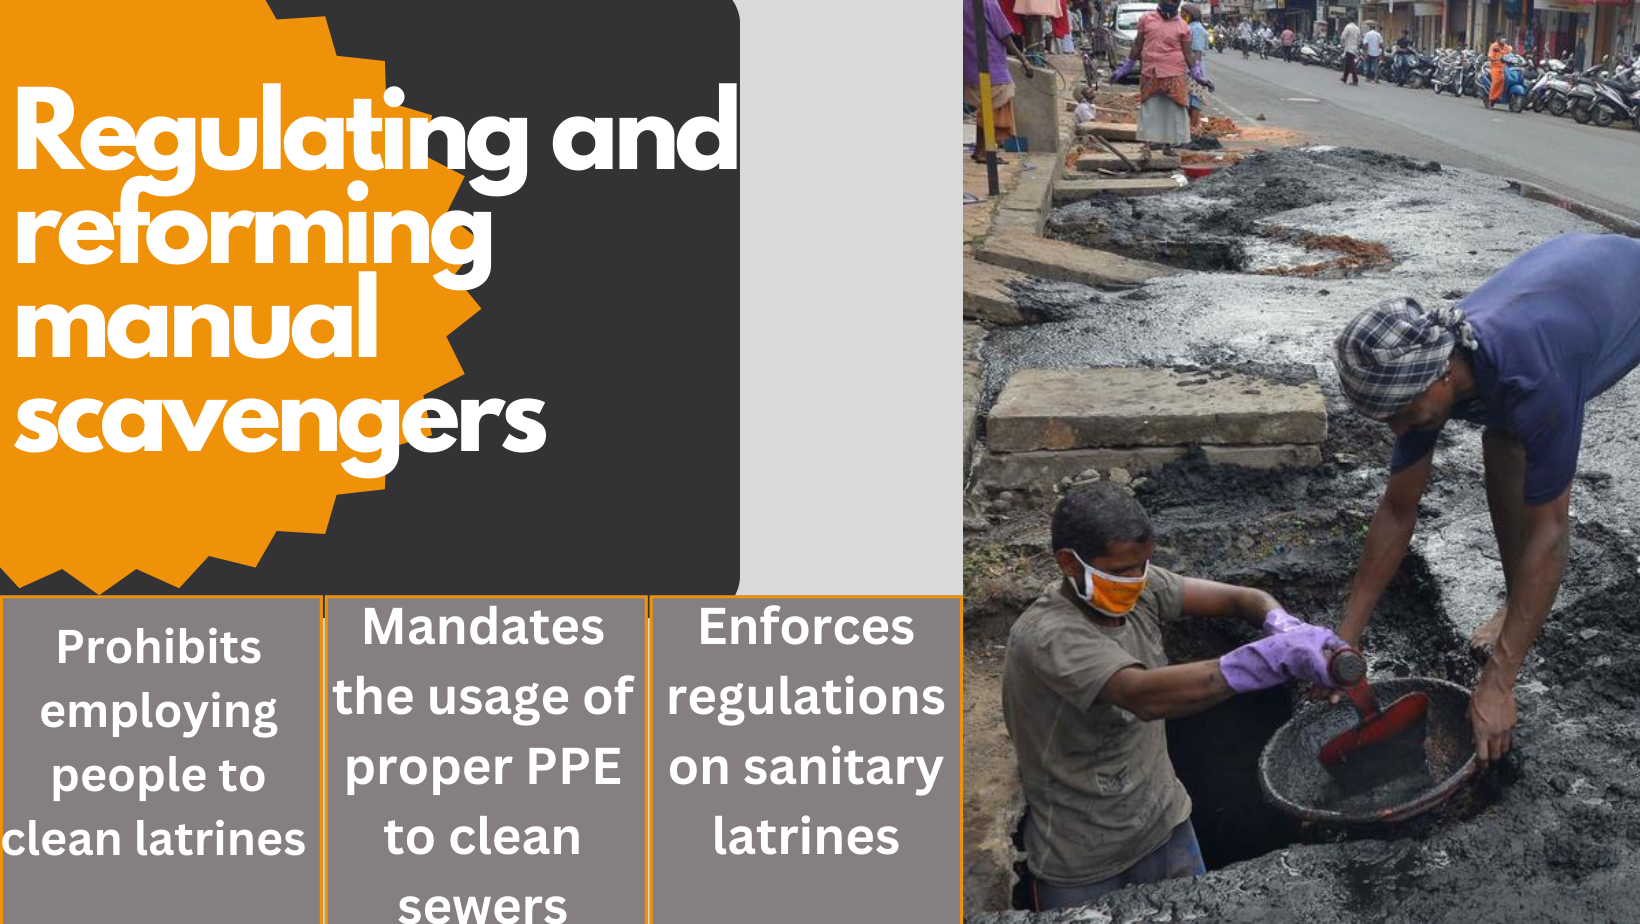 Regulating and
reforming
manual
scavengers
Prohibits
employing
people to
clean latrines
Mandates
the usage of
proper PPE
to clean
sewers
Enforces
regulations
on sanitary
latrines